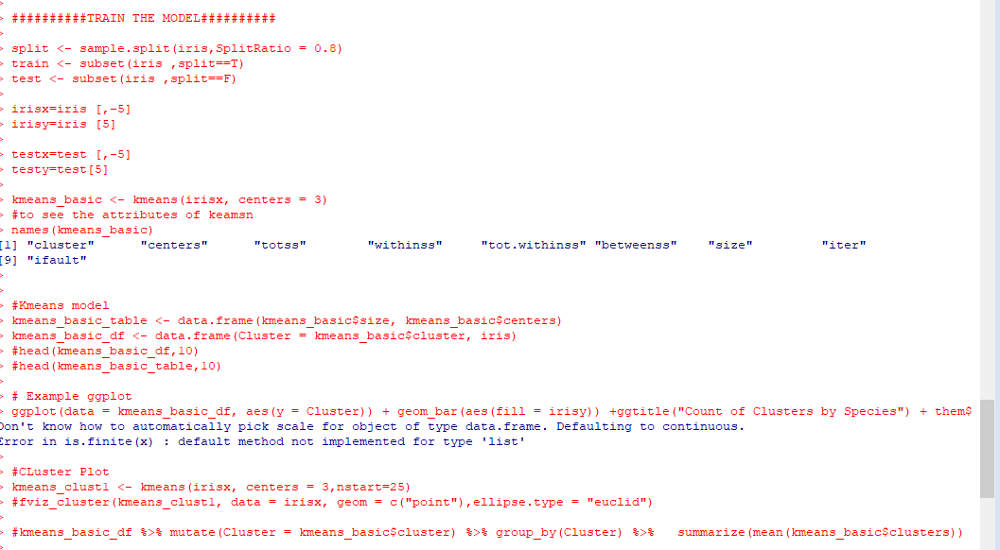 >
> ##########TRAIN THE MODEL##########
>
> split <- sample.split(iris,SplitRatio = 0.8)
> train <- subset(iris ,split==T)
> test <- subset(iris ,split==F)
>
> irisx=iris [,-5]
> irisy=iris [5]
>
> testx=test [,-5]
> testy=test[5]
>
> kmeans_basic <- kmeans(irisx, centers = 3)
> #to see the attributes of keamsn
> names(kmeans_basic)
[1] "cluster"      "centers"      "totss"        "withinss"     "tot.withinss" "betweenss"    "size"         "iter"
[9] "ifault"
>
>
> #Kmeans model
> kmeans_basic_table <- data.frame(kmeans_basic$size, kmeans_basic$centers)
> kmeans_basic_df <- data.frame(Cluster = kmeans_basic$cluster, iris)
> #head(kmeans_basic_df,10)
> #head(kmeans_basic_table,10)
>
> # Example ggplot
> ggplot(data = kmeans_basic_df, aes(y = Cluster)) + geom_bar(aes(fill = irisy)) +ggtitle("Count of Clusters by Species") + them$
Don't know how to automatically pick scale for object of type data.frame. Defaulting to continuous.
Error in is.finite(x) : default method not implemented for type 'list'
>
> #CLuster Plot
> kmeans_clust1 <- kmeans(irisx, centers = 3,nstart=25)
> #fviz_cluster(kmeans_clust1, data = irisx, geom = c("point"),ellipse.type = "euclid")
>
> #kmeans_basic_df %>% mutate(Cluster = kmeans_basic$cluster) %>% group_by(Cluster) %>%   summarize(mean(kmeans_basic$clusters))
>